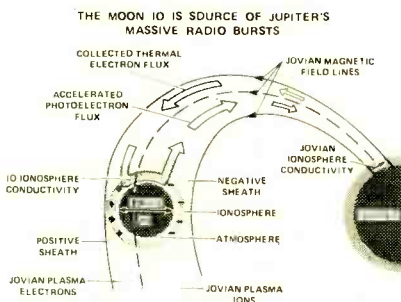 THE MOON IO IS SOURCE OF JUPITER'S
MASSIVE RADIO BURSTS
COLLECTED THERMAL
ELECTRON FLUX
JOVIAN MAGNETIC
FIELD LINES
ACCELERATED
PHOTOELECTRON
FLUX
JOVIAN
IONOSPHERE
CONDUCTIVITY
IO IONOSPHERE
CONDUCTIVITY
NEGATIVE
SHEATH
IONOSPHERE
ATMOSPHERE
POSITIVE
SHEATH
JOVIAN PLASMA
ELECTRONS
JOVIAN PLASMA
IONS